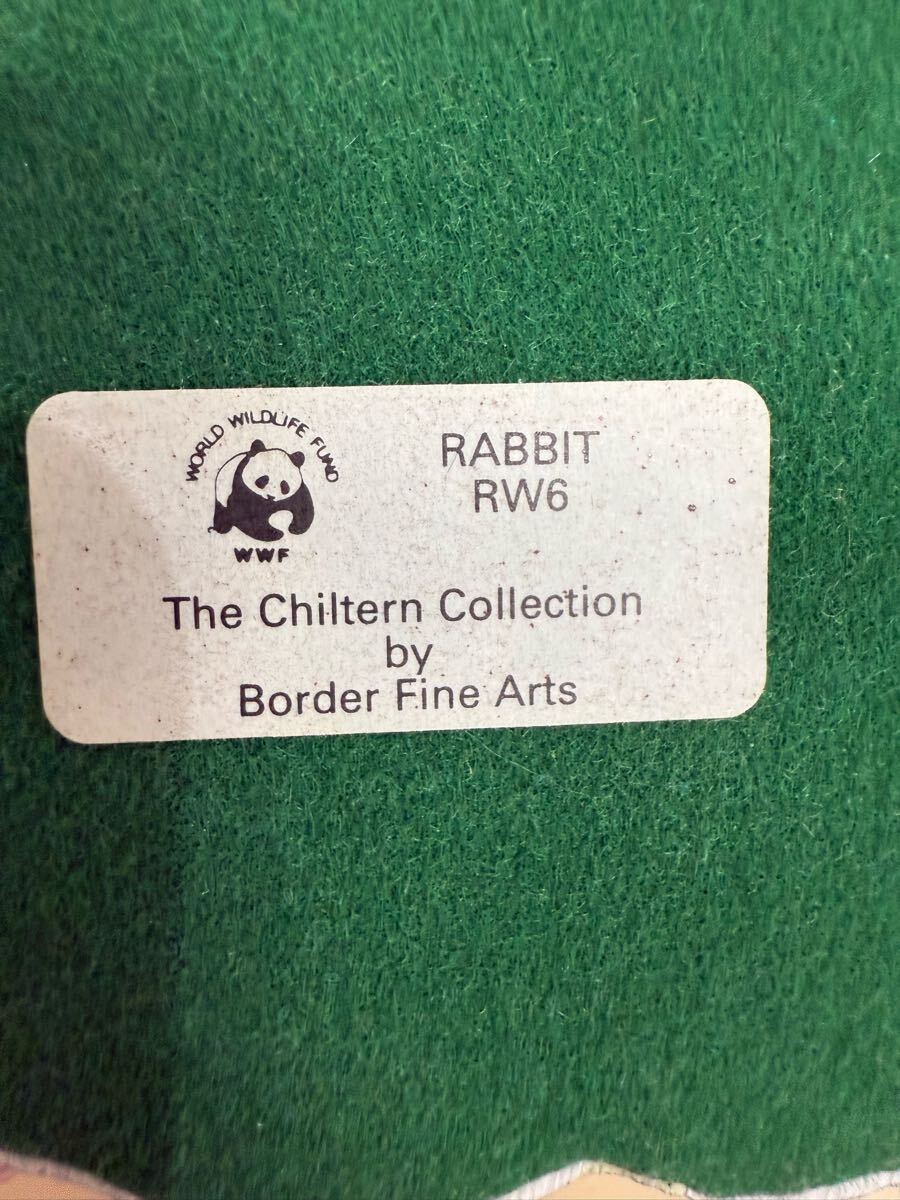 WORLD WILDLIFE FUND
WWF
RABBIT
RW6
The Chiltern Collection
by
Border Fine Arts